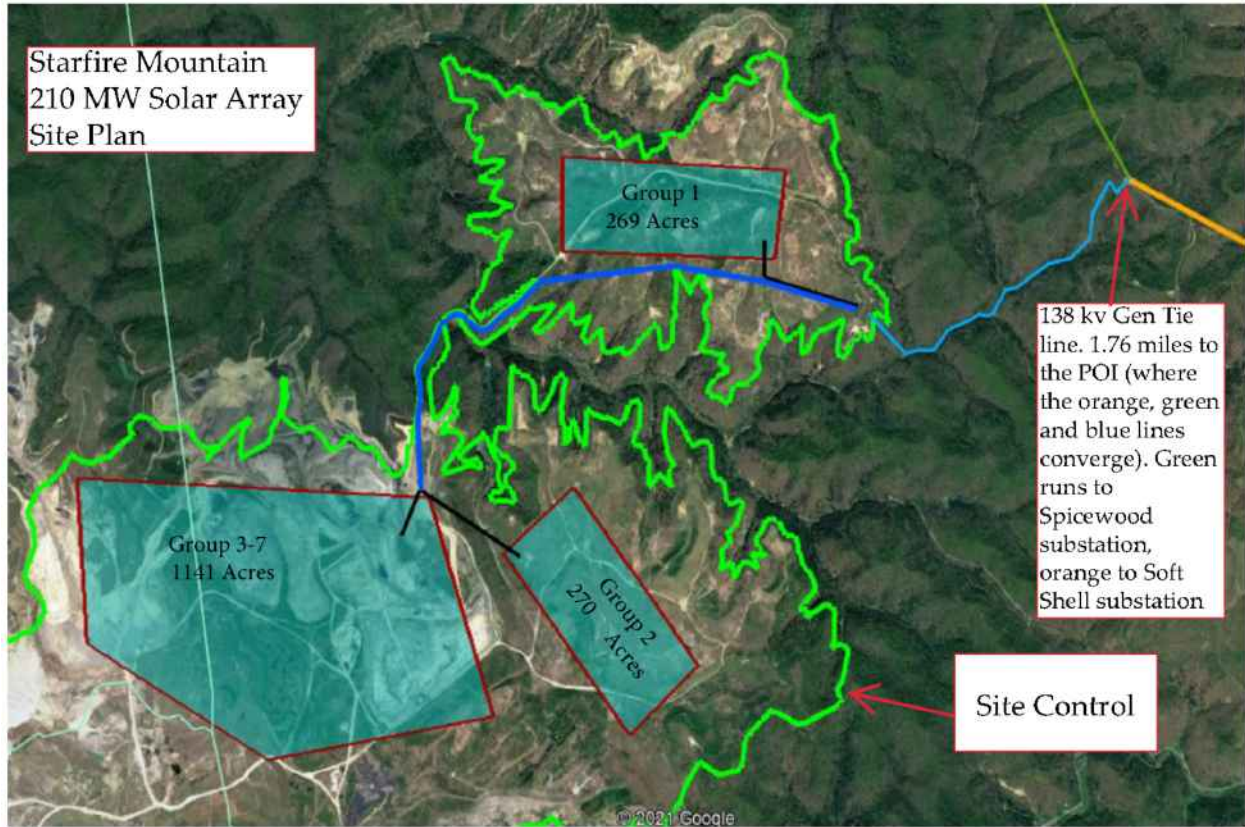 Starfire Mountain
210 MW Solar Array
Site Plan
Group 1
269 Acres
138 kv Gen Tie
line. 1.76 miles to
the POI (where
the orange, green
and blue lines
converge). Green
runs to
Spicewood
substation,
orange to Soft
Shell substation
Group 3-7
1141 Acres
Group 2
270 Acres
Site Control
© 2021 Google